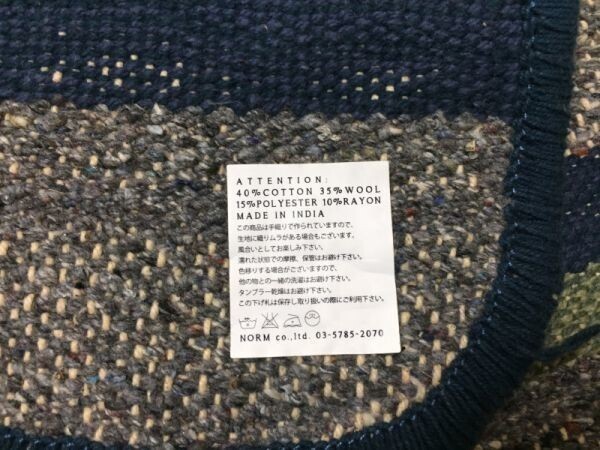 ATTENTION:
40%COTTON 35%WOOL
15%POLYESTER 10%RAYON
MADE IN INDIA
この商品は手織りで作られていますので、
生地に織りムラがある場合もございます。
風合いとしてお楽しみ下さい。
濡れた状態での摩擦、保管はお避け下さい。
色移りする場合がございますので、
他の物との一緒の洗濯はお避け下さい。
タンブラー乾燥はお避け下さい。
この下げ札は保存し取り扱いの際にご利用下さい。
NORM co.,ltd. 03-5785-2070